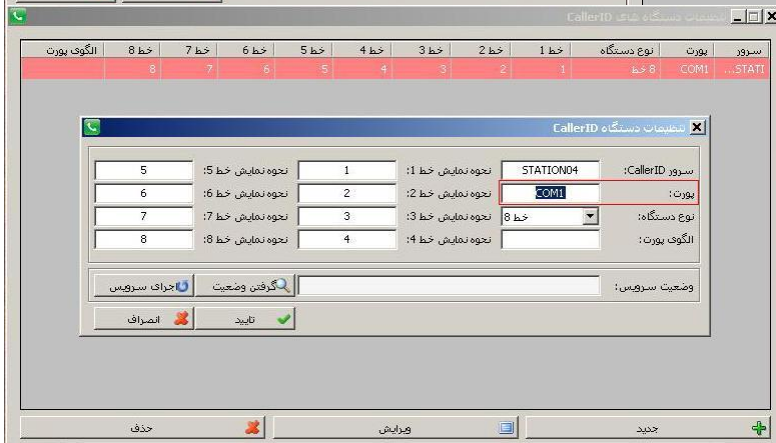 تنظیمات دستگاه های CallerID
سرور پورت نوع دستگاه خط 1 خط 2 خط 3 خط 4 خط 5 خط 6 خط 7 خط 8 الگوی پورت
STATI... COM1 8 خط 1 2 3 4 5 6 7 8
تنظیمات دستگاه CallerID
سرور CallerID: STATION04 نحوه نمایش خط 1: 1 نحوه نمایش خط 5: 5
پورت: COM1 نحوه نمایش خط 2: 2 نحوه نمایش خط 6: 6
نوع دستگاه: 8 خط نحوه نمایش خط 3: 3 نحوه نمایش خط 7: 7
الگوی پورت: نحوه نمایش خط 4: 4 نحوه نمایش خط 8: 8
وضعیت سرویس: گرفتن وضعیت اجرای سرویس
تایید انصراف
جدید ویرایش حذف